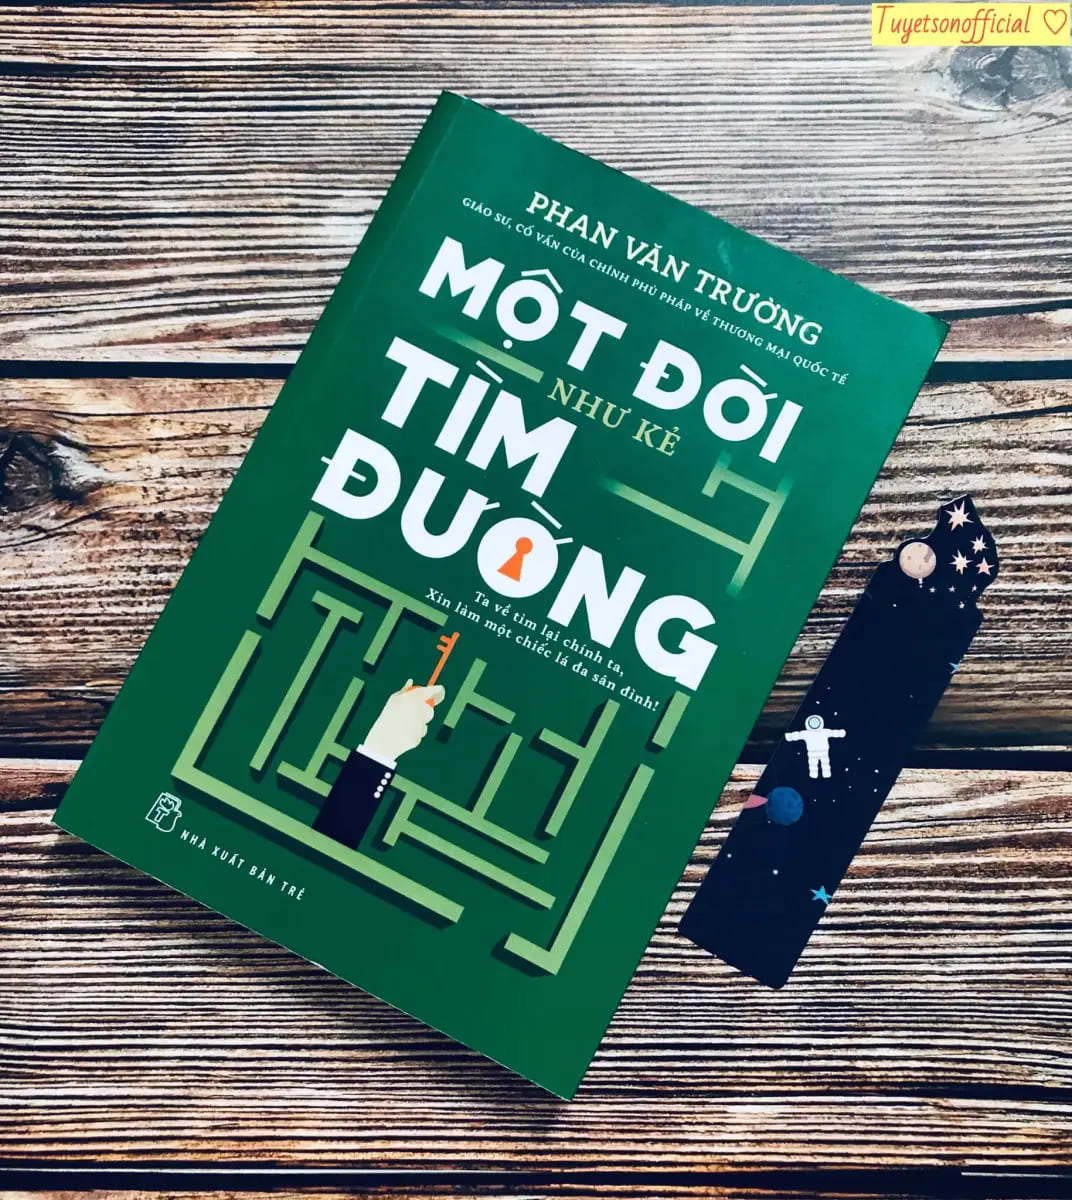 Tuyetsonofficial ♡
PHAN VĂN TRƯỜNG
GIÁO SƯ, CỐ VẤN CỦA CHÍNH PHỦ PHÁP VỀ THƯƠNG MẠI QUỐC TẾ
MỘT ĐỜI
NHƯ KẺ
TÌM
ĐƯỜNG
Ta về tìm lại chính ta,
Xin làm một chiếc lá đa sân đình!
NHÀ XUẤT BẢN TRẺ